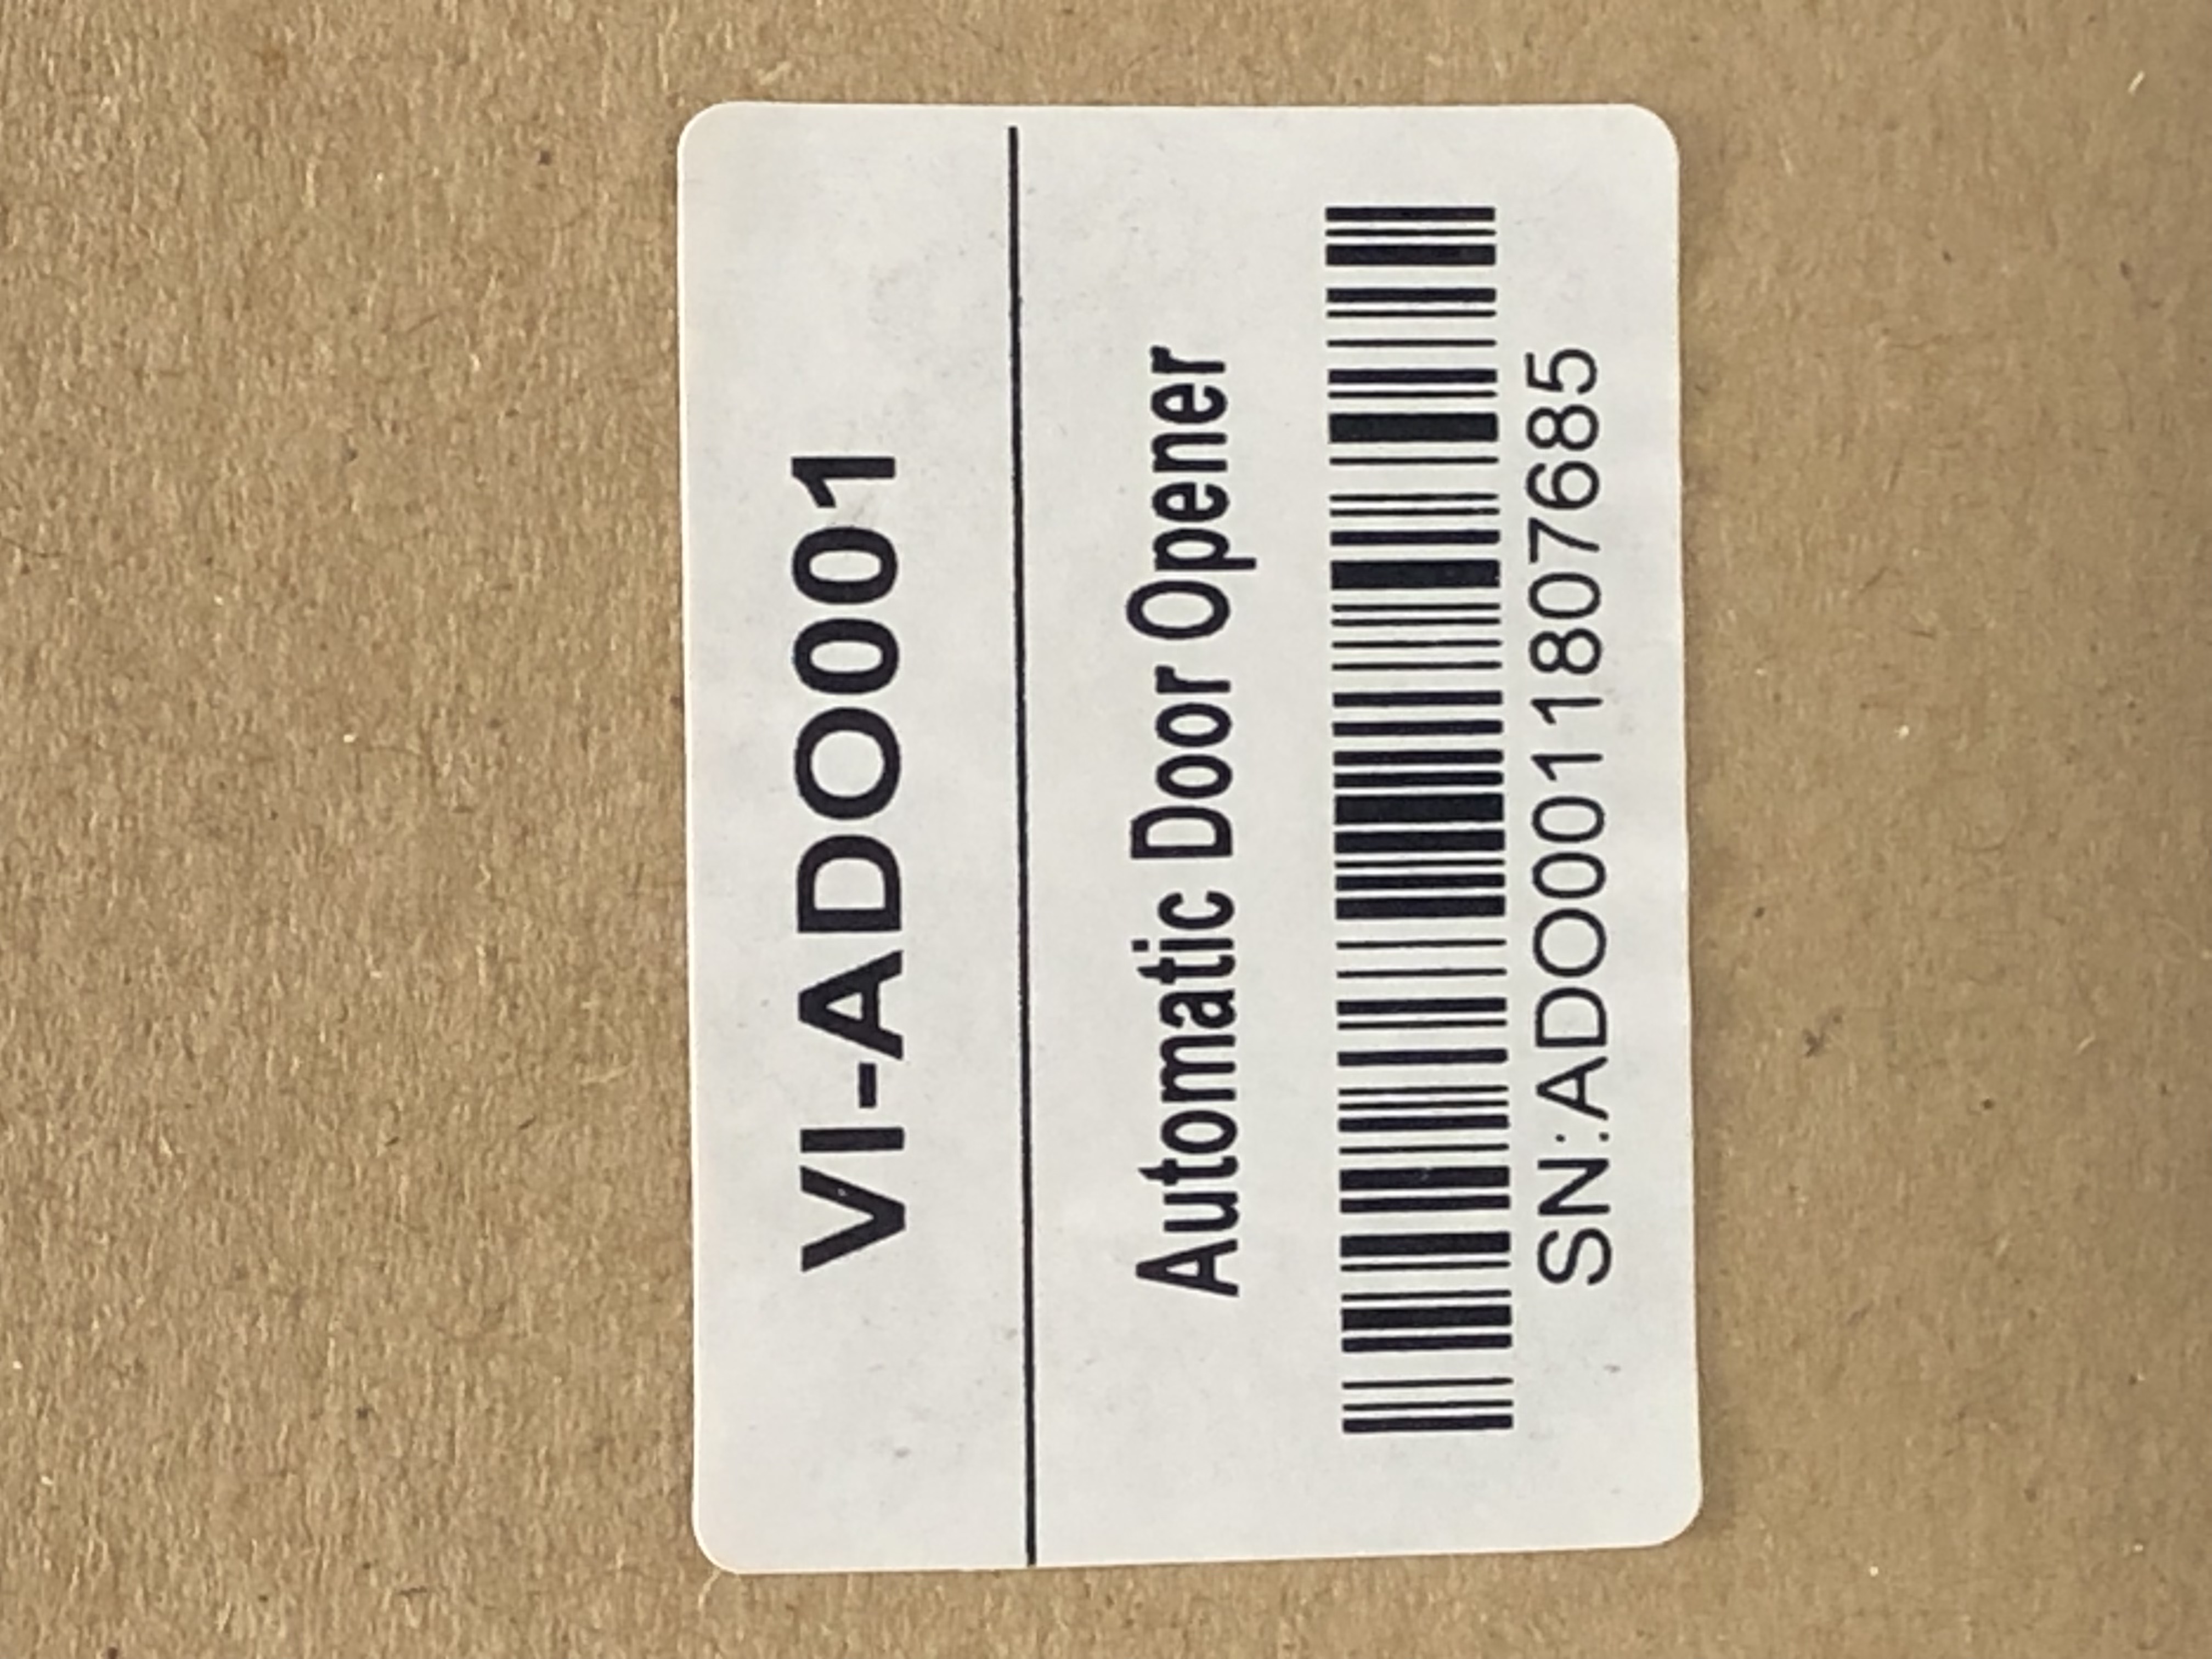 VI-ADO001
Automatic Door Opener
SN:ADO0011807685